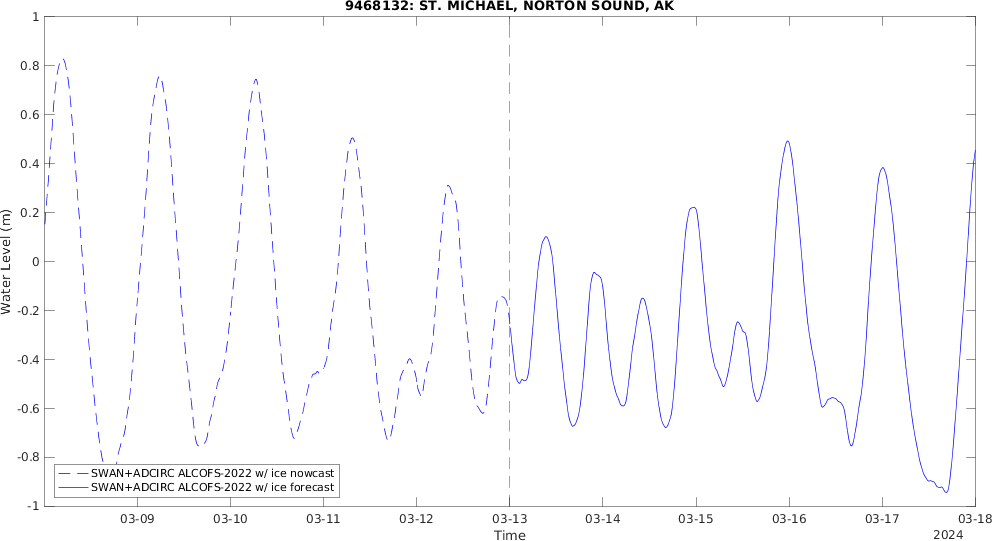 9468132: ST. MICHAEL, NORTON SOUND, AK
1
0.8
0.6
0.4
0.2
0
-0.2
-0.4
-0.6
-0.8
-1
Water Level (m)
SWAN+ADCIRC ALCOFS-2022 w/ ice nowcast
SWAN+ADCIRC ALCOFS-2022 w/ ice forecast
03-09 03-10 03-11 03-12 03-13 03-14 03-15 03-16 03-17 03-18
Time
2024